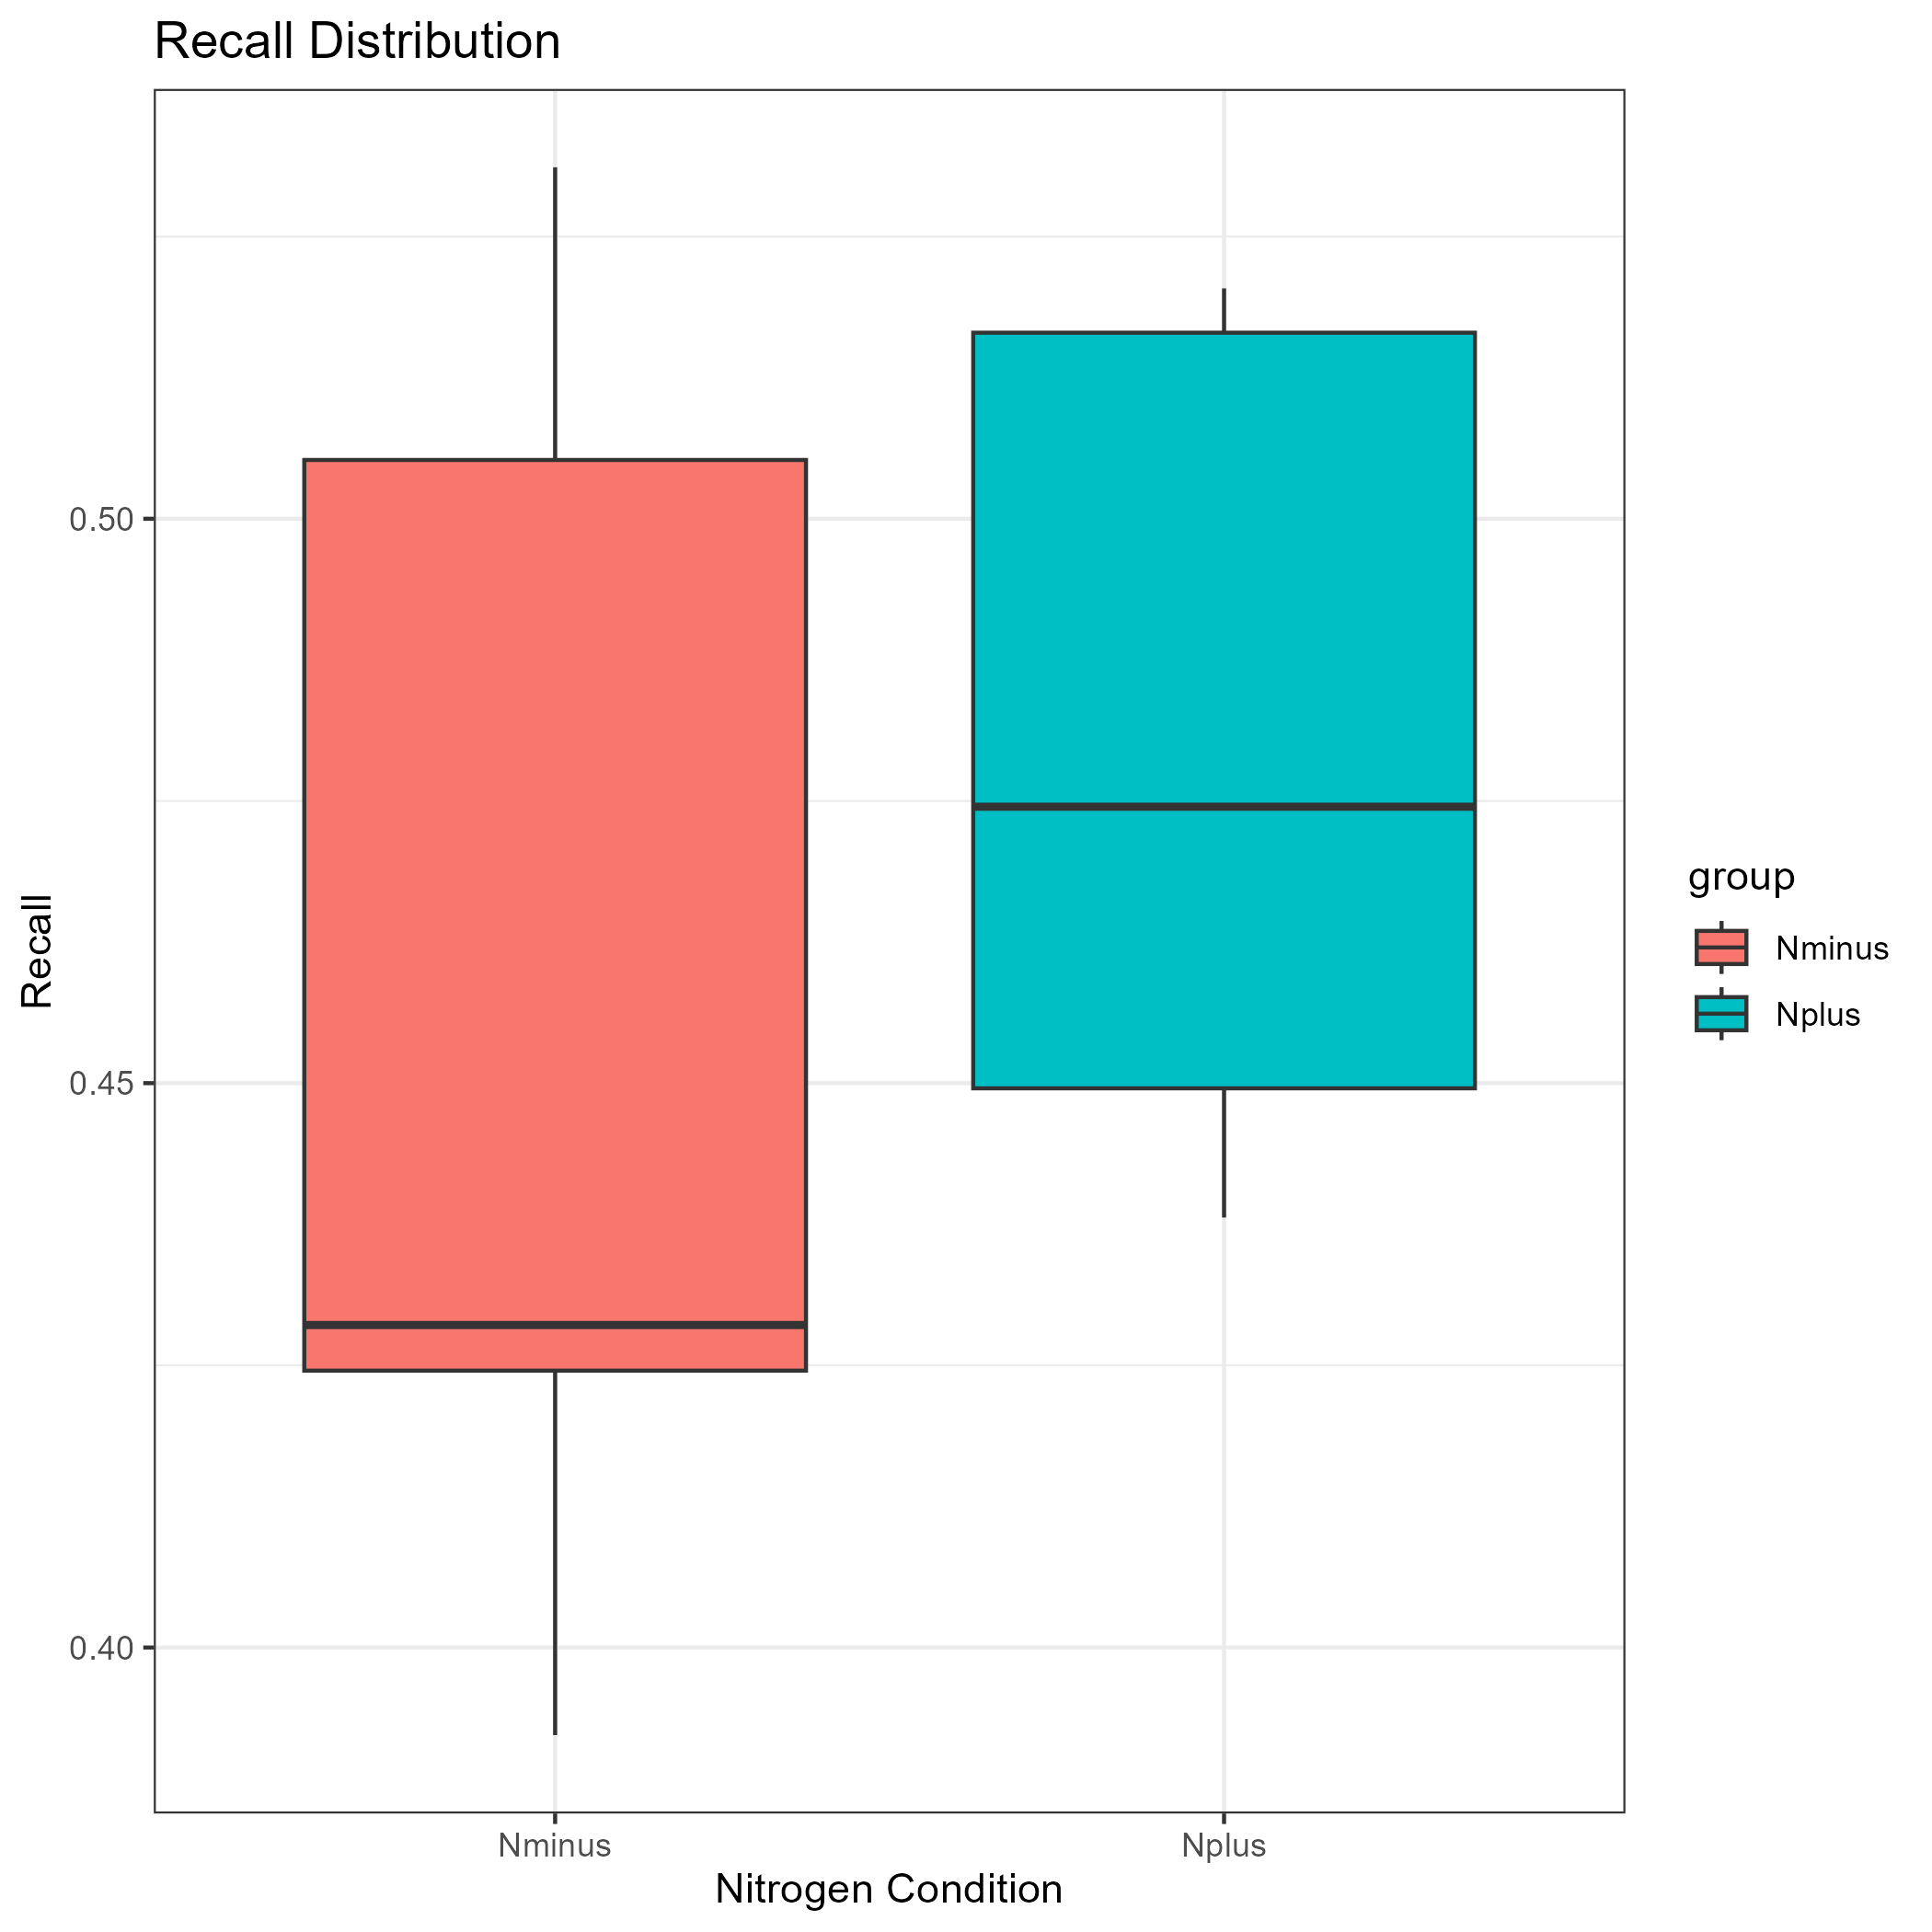 Recall Distribution
Recall
0.50
0.45
0.40
Nminus
Nplus
Nitrogen Condition
group
Nminus
Nplus